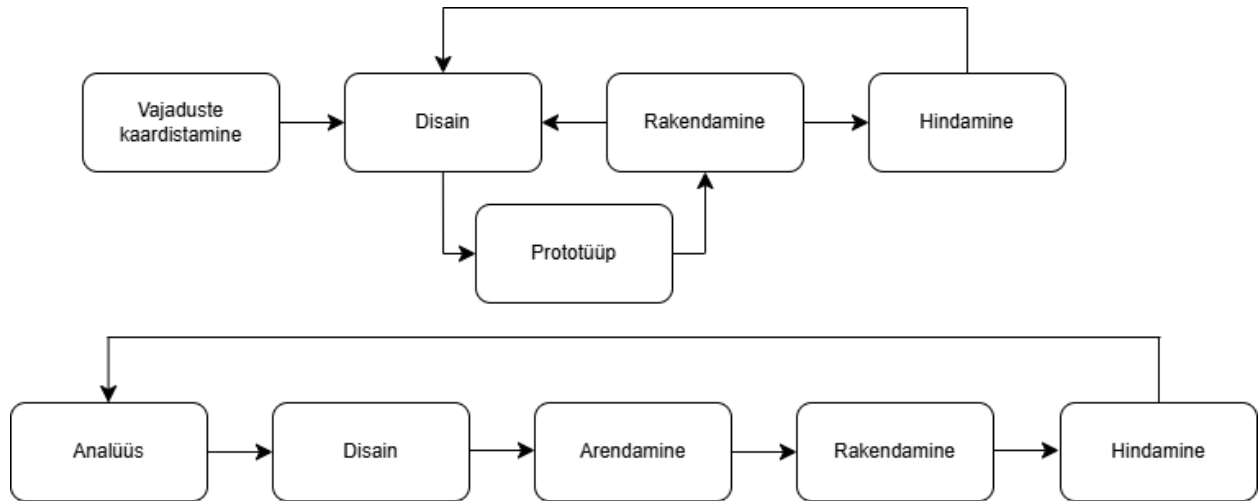 Vajaduste
kaardistamine
Disain
Rakendamine
Hindamine
Prototüüp
Analüüs
Disain
Arendamine
Rakendamine
Hindamine